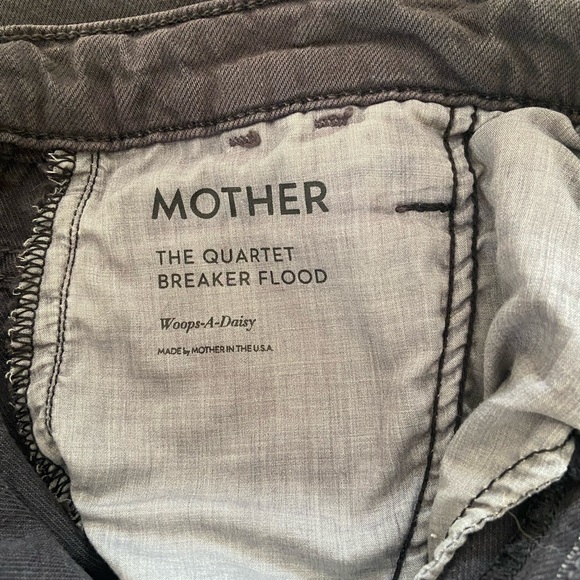 MOTHER
THE QUARTET
BREAKER FLOOD
Woops-A-Daisy
MADE by MOTHER IN THE U.S.A.